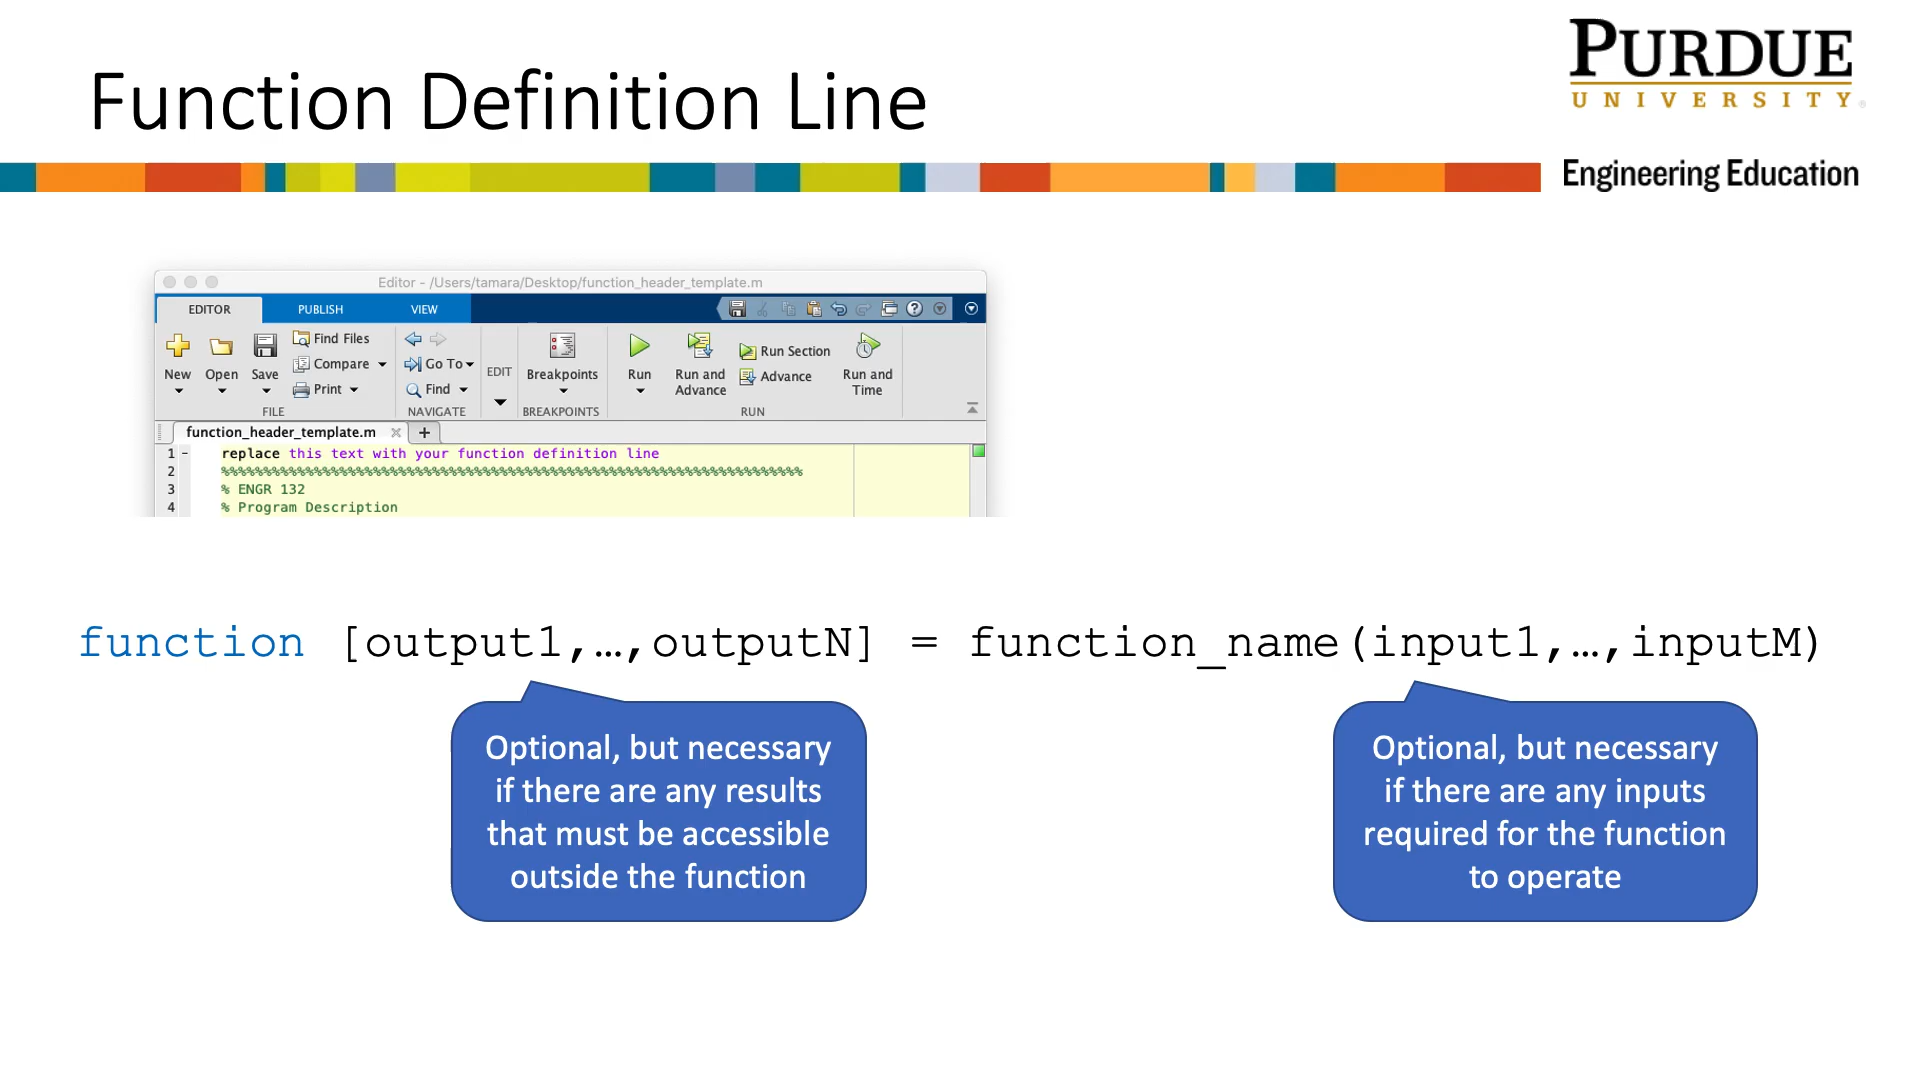 Function Definition Line
PURDUE
UNIVERSITY®
Engineering Education
Editor - /Users/tamara/Desktop/function_header_template.m
EDITOR PUBLISH VIEW
New Open Save Find Files Compare Print
FILE
Go To Find
NAVIGATE
EDIT
Breakpoints
BREAKPOINTS
Run Run and Advance Run Section Advance Run and Time
RUN
function_header_template.m × +
1 - replace this text with your function definition line
2 %%%%%%%%%%%%%%%%%%%%%%%%%%%%%%%%%%%%%%%%%%%%%%%%%%%%%%%%%%%%%%%%%%%%%
3 % ENGR 132
4 % Program Description
function [output1,…,outputN] = function_name(input1,…,inputM)
Optional, but necessary
if there are any results
that must be accessible
outside the function
Optional, but necessary
if there are any inputs
required for the function
to operate